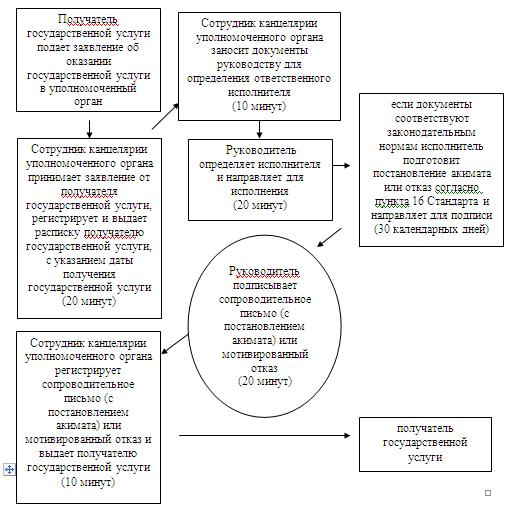 Получатель
государственной услуги
подает заявление об
оказании
государственной услуги
в уполномоченный
орган
Сотрудник канцелярии
уполномоченного органа
принимает заявление от
получателя
государственной услуги,
регистрирует и выдает
расписку получателю
государственной услуги,
с указанием даты
получения
государственной услуги
(20 минут)
Сотрудник канцелярии
уполномоченного органа
заносит документы
руководству для
определения ответственного
исполнителя
(10 минут)
Руководитель
определяет исполнителя
и направляет для
исполнения
(20 минут)
если документы
соответствуют
законодательным
нормам исполнитель
подготовит
постановление акимата
или отказ согласно
пункта 16 Стандарта и
направляет для подписи
(30 календарных дней)
Руководитель
подписывает
сопроводительное
письмо (с
постановлением
акимата) или
мотивированный
отказ
(20 минут)
Сотрудник канцелярии
уполномоченного органа
регистрирует
сопроводительное
письмо (с
постановлением
акимата) или
мотивированный отказ и
выдает получателю
государственной услуги
(10 минут)
получатель
государственной
услуги